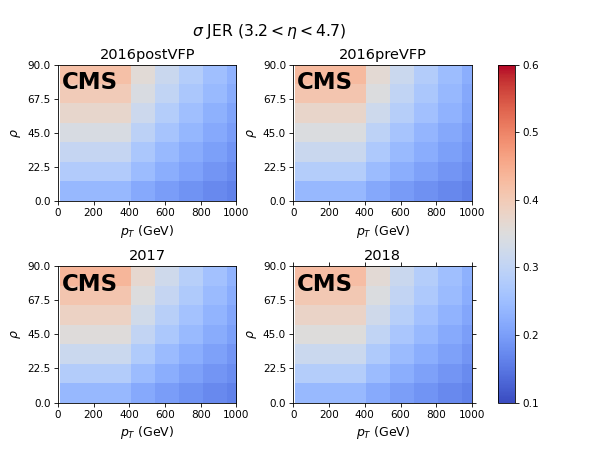 σ JER (3.2 < η < 4.7)
2016postVFP
2016preVFP
90.0
67.5
45.0
22.5
0.0
ρ
CMS
0 200 400 600 800 1000
p_T (GeV)
90.0
67.5
45.0
22.5
0.0
ρ
CMS
0 200 400 600 800 1000
p_T (GeV)
2017
2018
90.0
67.5
45.0
22.5
0.0
ρ
CMS
0 200 400 600 800 1000
p_T (GeV)
90.0
67.5
45.0
22.5
0.0
ρ
CMS
0 200 400 600 800 1000
p_T (GeV)
0.6
0.5
0.4
0.3
0.2
0.1